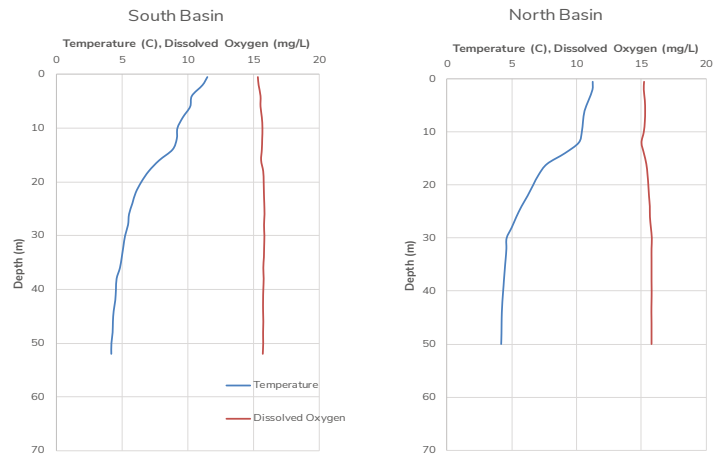 South Basin
Temperature (C), Dissolved Oxygen (mg/L)
0 5 10 15 20
0
10
20
30
40
50
60
70
Depth (m)
Temperature
Dissolved Oxygen
North Basin
Temperature (C), Dissolved Oxygen (mg/L)
0 5 10 15 20
0
10
20
30
40
50
60
70
Depth (m)